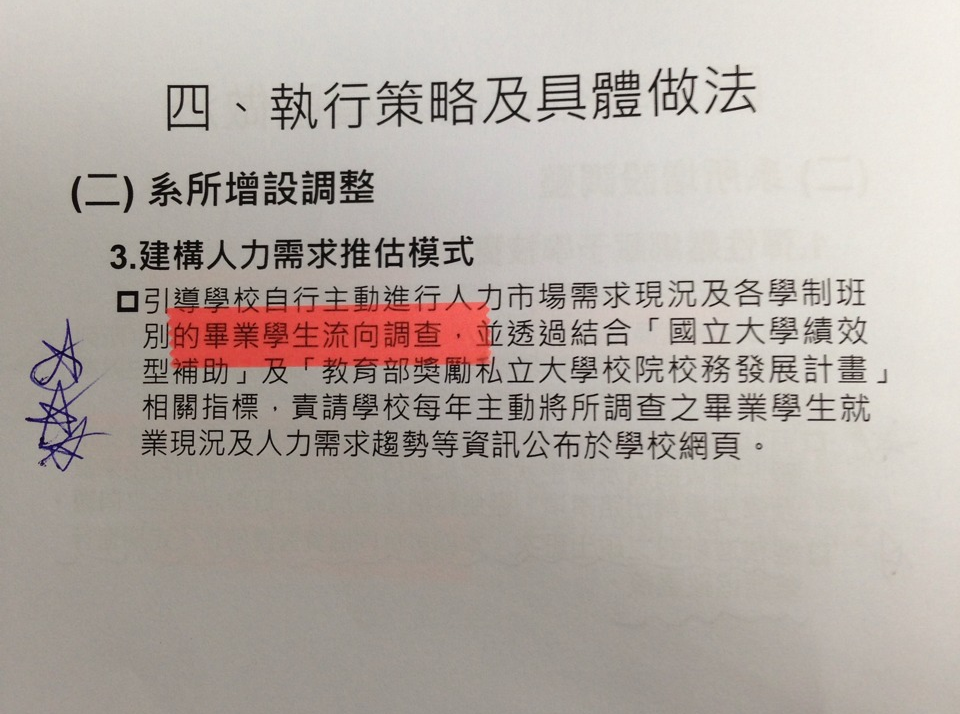 四、執行策略及具體做法
(二) 系所增設調整
3.建構人力需求推估模式
引導學校自行主動進行人力市場需求現況及各學制班
別的畢業學生流向調查，並透過結合「國立大學績效
型補助」及「教育部獎勵私立大學校院校務發展計畫」
相關指標，責請學校每年主動將所調查之畢業學生就
業現況及人力需求趨勢等資訊公布於學校網頁。